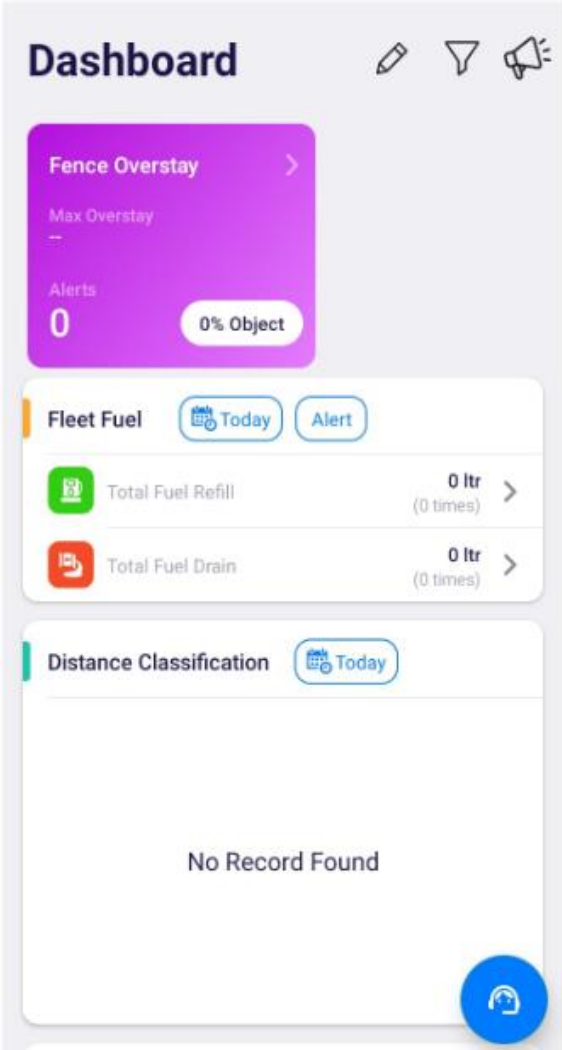 Dashboard
Fence Overstay
Max Overstay
--
Alerts
0
0% Object
Fleet Fuel
Today
Alert
Total Fuel Refill
0 ltr
(0 times)
Total Fuel Drain
0 ltr
(0 times)
Distance Classification
Today
No Record Found